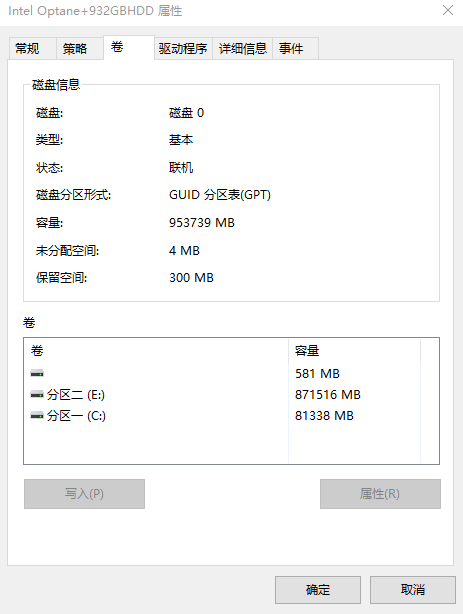 Intel Optane+932GBHDD 属性
常规 策略 卷 驱动程序 详细信息 事件
磁盘信息
磁盘: 磁盘 0
类型: 基本
状态: 联机
磁盘分区形式: GUID 分区表(GPT)
容量: 953739 MB
未分配空间: 4 MB
保留空间: 300 MB
卷
卷 容量
581 MB
分区二 (E:) 871516 MB
分区一 (C:) 81338 MB
写入(P) 属性(R)
确定 取消